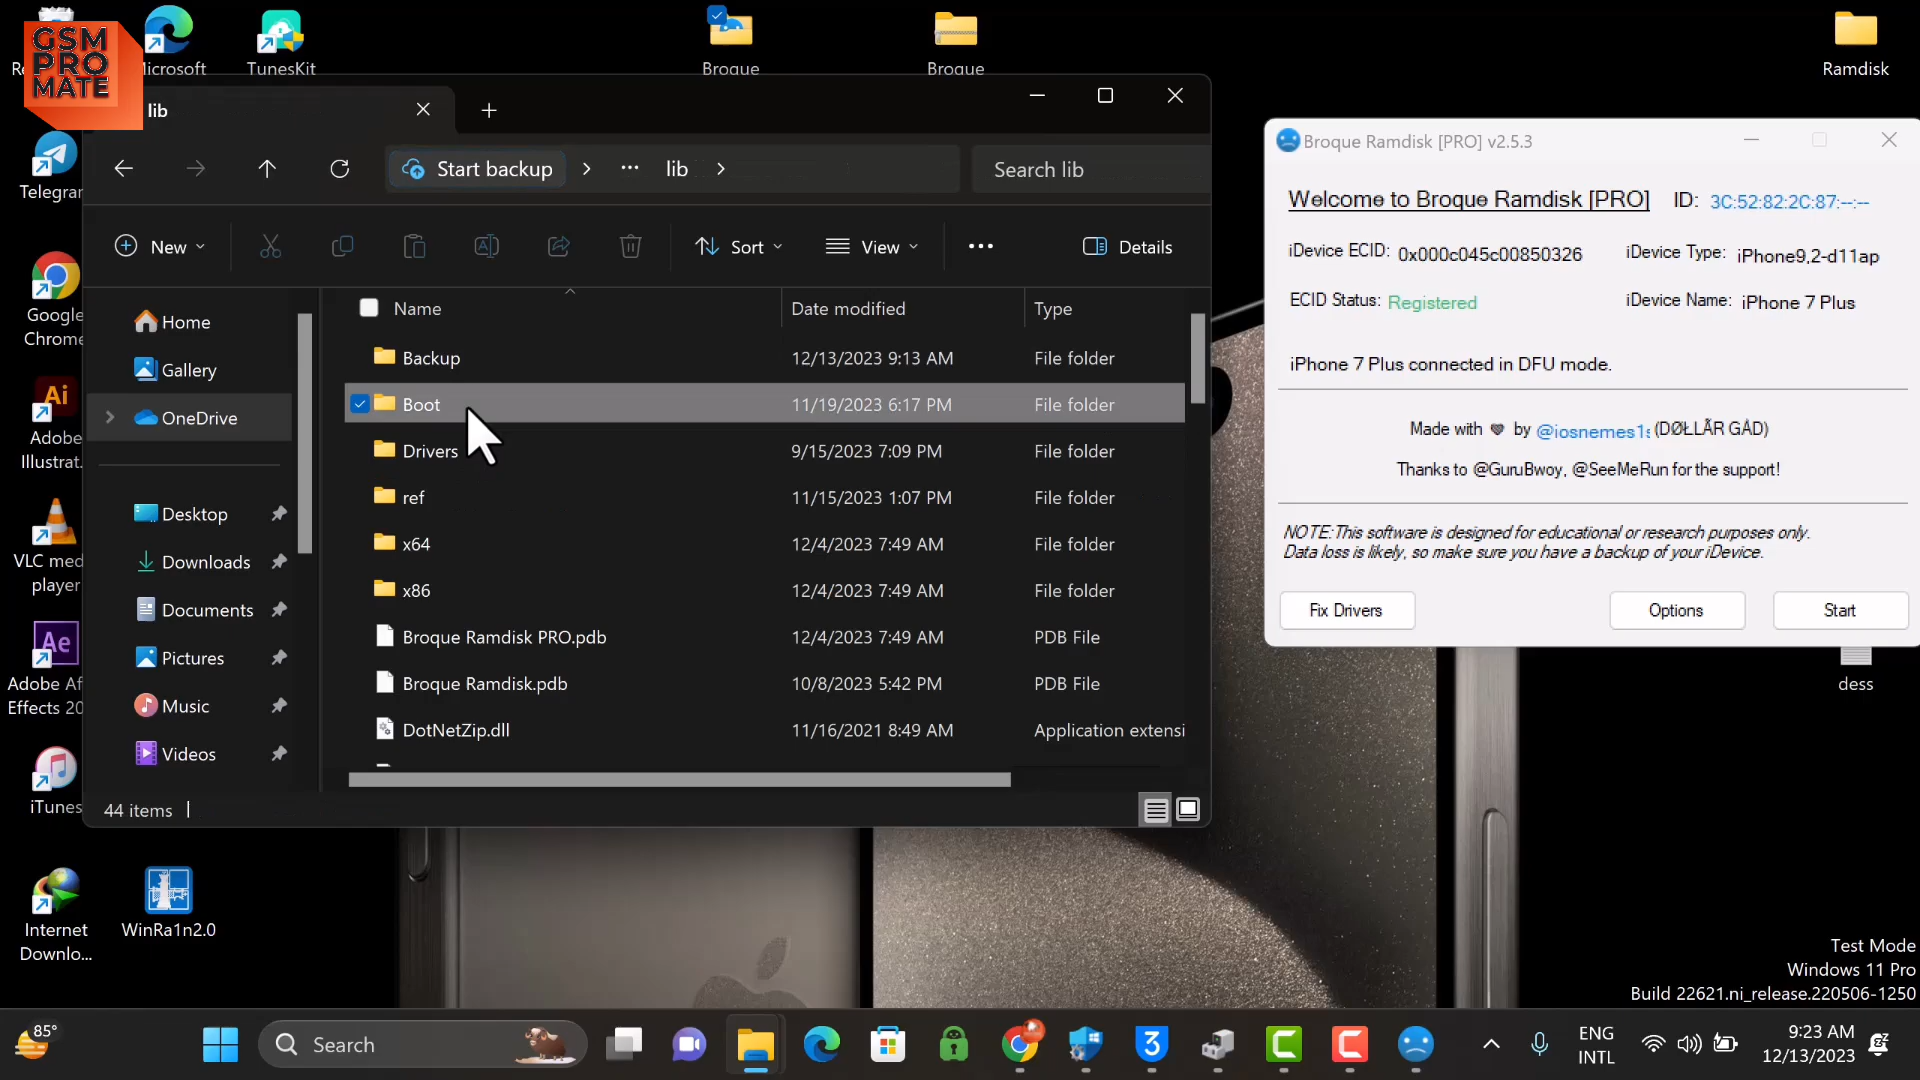 GSM
PRO
MATE
Microsoft
TunesKit
Broque
Broque
Ramdisk
Telegram
Google
Chrome
Adobe
Illustrat...
VLC med
player
Adobe Af
Effects 20
iTunes
Internet
Downlo...
WinRa1n2.0
dess
lib
Start backup
lib
Search lib
New
Sort
View
Details
Home
Gallery
OneDrive
Desktop
Downloads
Documents
Pictures
Music
Videos
Name Date modified Type
Backup 12/13/2023 9:13 AM File folder
Boot 11/19/2023 6:17 PM File folder
Drivers 9/15/2023 7:09 PM File folder
ref 11/15/2023 1:07 PM File folder
x64 12/4/2023 7:49 AM File folder
x86 12/4/2023 7:49 AM File folder
Broque Ramdisk PRO.pdb 12/4/2023 7:49 AM PDB File
Broque Ramdisk.pdb 10/8/2023 5:42 PM PDB File
DotNetZip.dll 11/16/2021 8:49 AM Application extensi
44 items
Broque Ramdisk [PRO] v2.5.3
Welcome to Broque Ramdisk [PRO] ID: 3C:52:82:2C:87:--:--
iDevice ECID: 0x000c045c00850326 iDevice Type: iPhone9,2-d11ap
ECID Status: Registered iDevice Name: iPhone 7 Plus
iPhone 7 Plus connected in DFU mode.
Made with ♥ by @iosnemes1s (DØŁŁÃR GÅD)
Thanks to @GuruBwoy, @SeeMeRun for the support!
NOTE:This software is designed for educational or research purposes only.
Data loss is likely, so make sure you have a backup of your iDevice.
Fix Drivers
Options
Start
Test Mode
Windows 11 Pro
Build 22621.ni_release.220506-1250
85°
Search
ENG
INTL
9:23 AM
12/13/2023